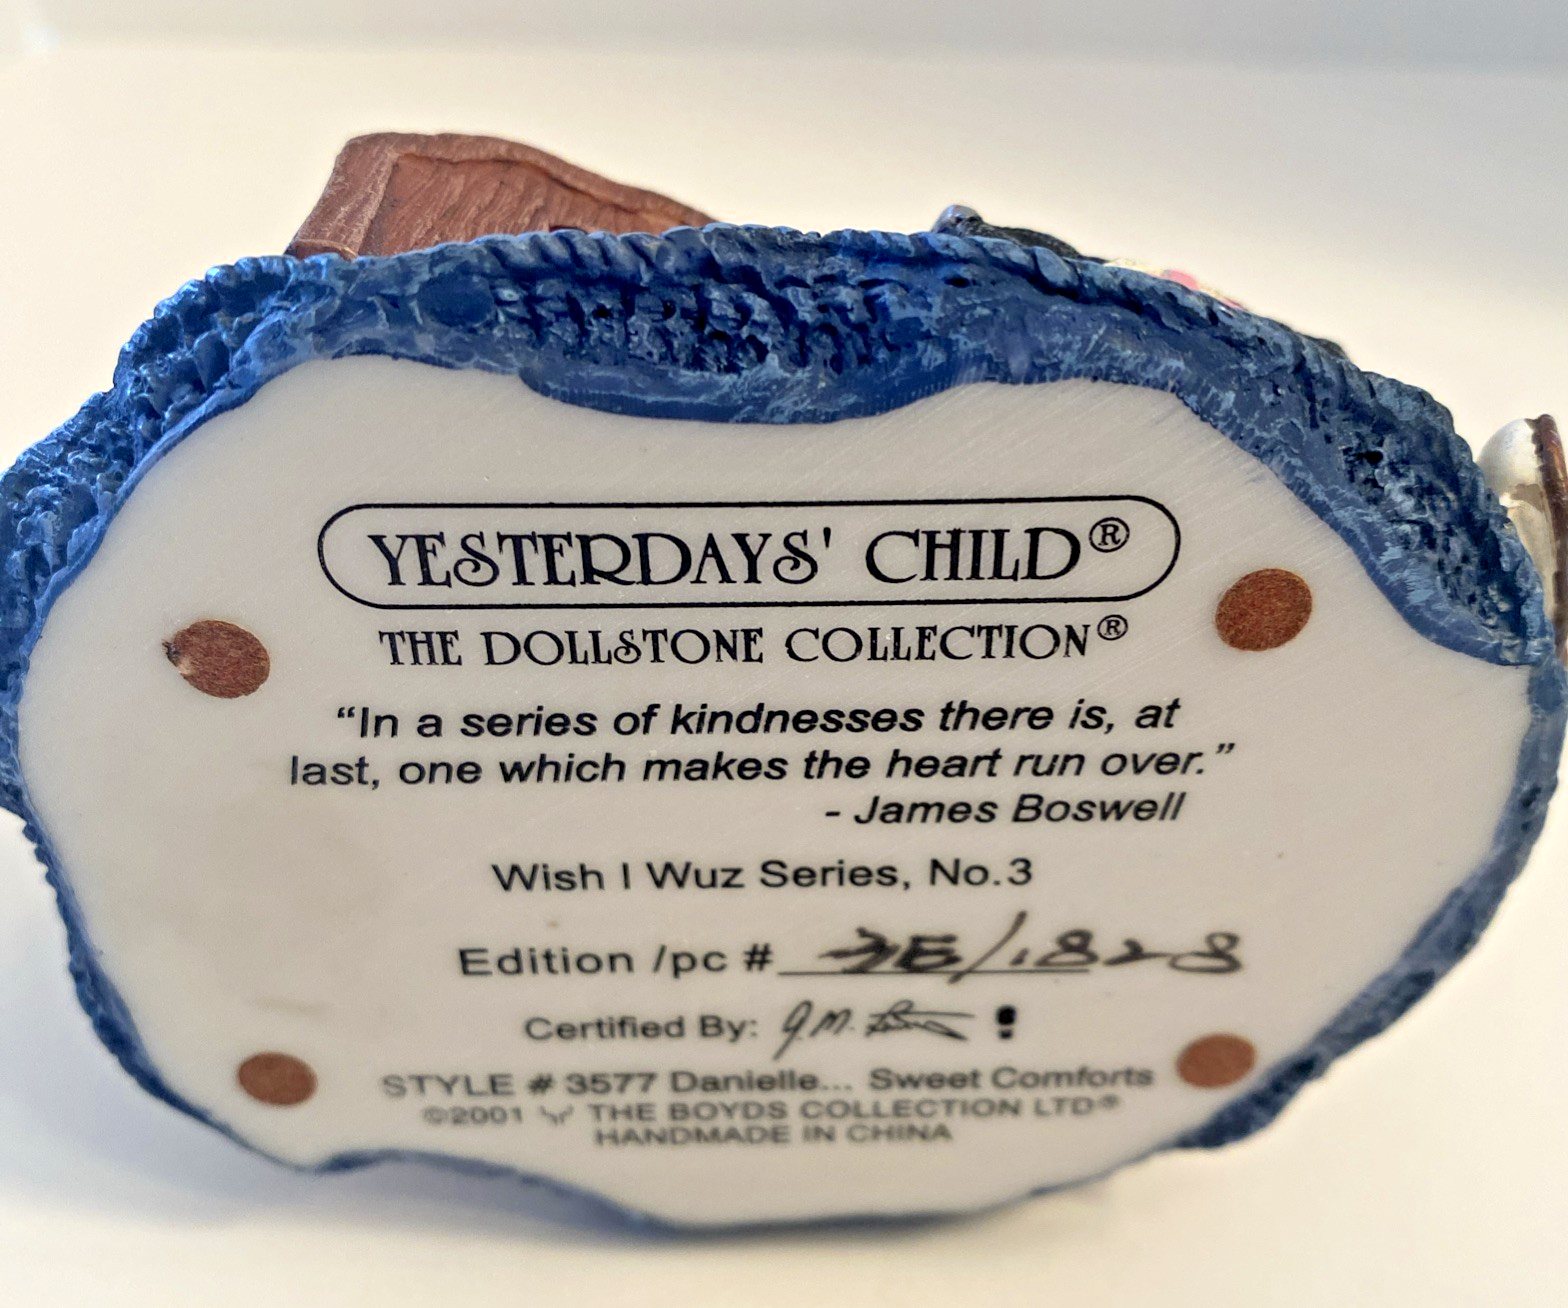 YESTERDAYS' CHILD®
THE DOLLSTONE COLLECTION®
“In a series of kindnesses there is, at
last, one which makes the heart run over.”
- James Boswell
Wish I Wuz Series, No.3
Edition /pc # 3E/1828
Certified By: J.M.
STYLE # 3577 Danielle... Sweet Comforts
©2001 THE BOYDS COLLECTION LTD®
HANDMADE IN CHINA